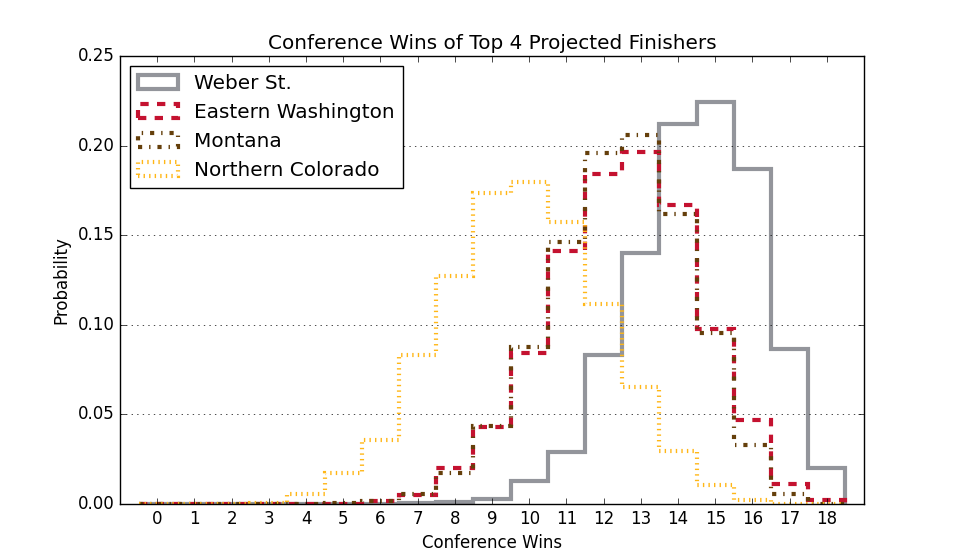 Conference Wins of Top 4 Projected Finishers
Weber St.
Eastern Washington
Montana
Northern Colorado
0.25
0.20
0.15
0.10
0.05
0.00
Probability
0 1 2 3 4 5 6 7 8 9 10 11 12 13 14 15 16 17 18
Conference Wins